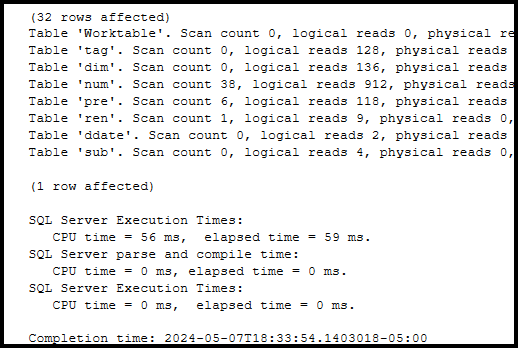 (32 rows affected)
Table 'Worktable'. Scan count 0, logical reads 0, physical re
Table 'tag'. Scan count 0, logical reads 128, physical reads
Table 'dim'. Scan count 0, logical reads 136, physical reads
Table 'num'. Scan count 38, logical reads 912, physical reads
Table 'pre'. Scan count 6, logical reads 118, physical reads
Table 'ren'. Scan count 1, logical reads 9, physical reads 0,
Table 'ddate'. Scan count 0, logical reads 2, physical reads
Table 'sub'. Scan count 0, logical reads 4, physical reads 0,
(1 row affected)
SQL Server Execution Times:
CPU time = 56 ms,  elapsed time = 59 ms.
SQL Server parse and compile time:
CPU time = 0 ms, elapsed time = 0 ms.
SQL Server Execution Times:
CPU time = 0 ms,  elapsed time = 0 ms.
Completion time: 2024-05-07T18:33:54.1403018-05:00